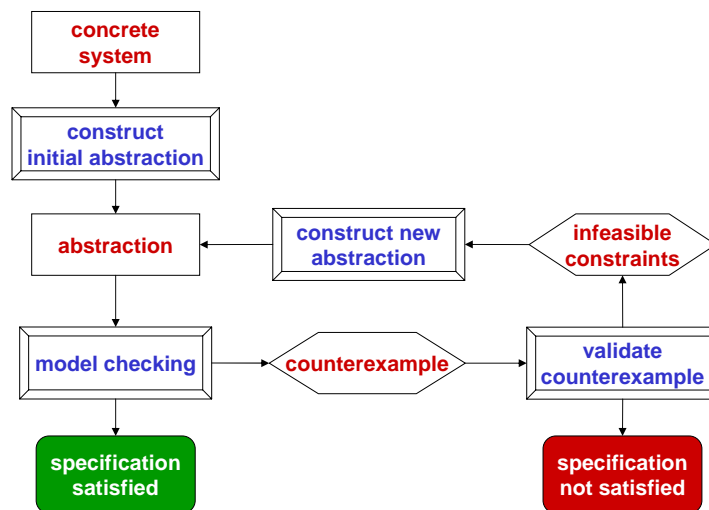 concrete
system
construct
initial abstraction
abstraction
construct new
abstraction
infeasible
constraints
model checking
counterexample
validate
counterexample
specification
satisfied
specification
not satisfied